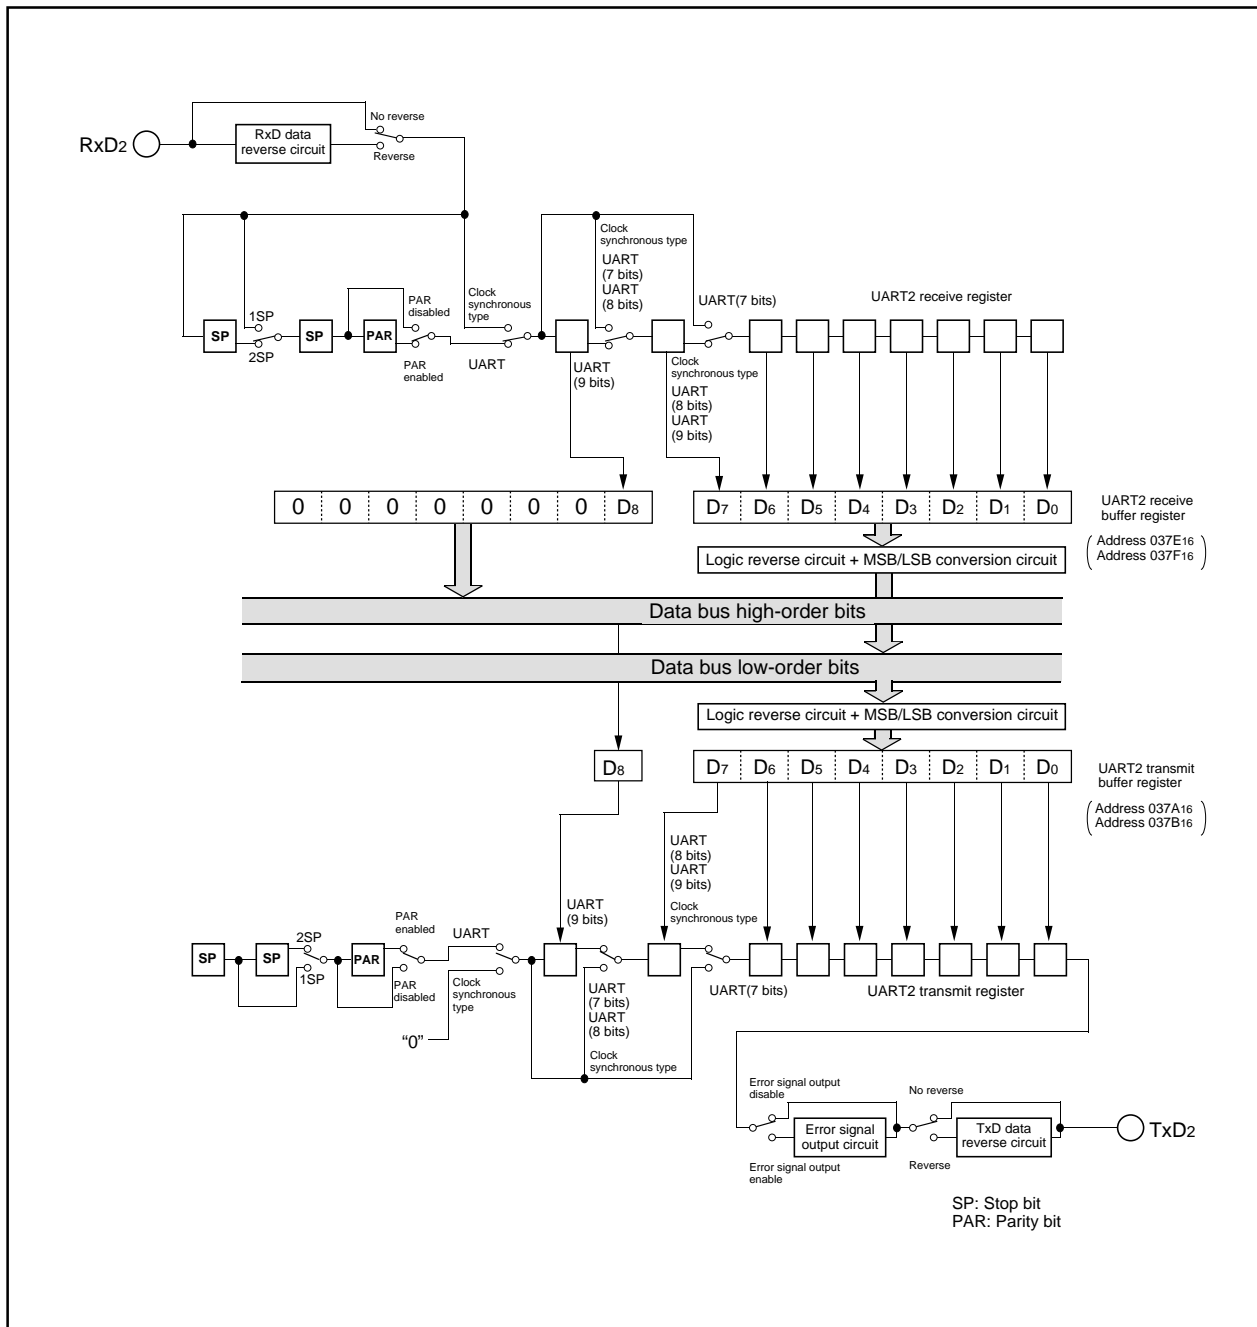 No reverse
RxD2
RxD data
reverse circuit
Reverse
Clock
synchronous type
UART
(7 bits)
UART
(8 bits)
UART(7 bits)
UART2 receive register
PAR
disabled
Clock
synchronous
type
1SP
SP
SP
PAR
2SP
PAR
enabled
UART
UART
(9 bits)
Clock
synchronous type
UART
(8 bits)
UART
(9 bits)
0 0 0 0 0 0 0 D8
D7 D6 D5 D4 D3 D2 D1 D0
UART2 receive
buffer register
Address 037E16
Address 037F16
Logic reverse circuit + MSB/LSB conversion circuit
Data bus high-order bits
Data bus low-order bits
Logic reverse circuit + MSB/LSB conversion circuit
D8
D7 D6 D5 D4 D3 D2 D1 D0
UART2 transmit
buffer register
Address 037A16
Address 037B16
UART
(8 bits)
UART
(9 bits)
Clock
synchronous type
UART
(9 bits)
PAR
enabled
UART
2SP
SP
SP
PAR
1SP
PAR
disabled
Clock
synchronous
type
“0”
UART
(7 bits)
UART
(8 bits)
Clock
synchronous type
UART(7 bits)
UART2 transmit register
Error signal output
disable
No reverse
Error signal
output circuit
TxD data
reverse circuit
TxD2
Error signal output
enable
Reverse
SP: Stop bit
PAR: Parity bit